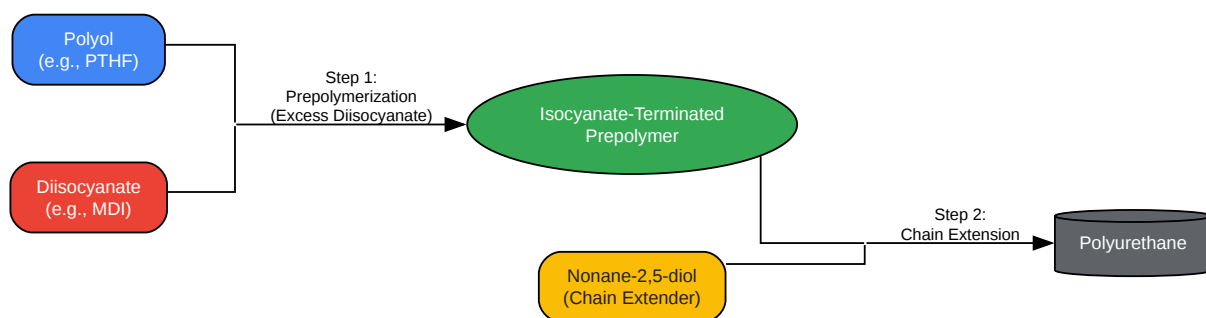 Polyol
(e.g., PTHF)
Step 1:
Prepolymerization
(Excess Diisocyanate)
Isocyanate-Terminated
Prepolymer
Diisocyanate
(e.g., MDI)
Step 2:
Chain Extension
Polyurethane
Nonane-2,5-diol
(Chain Extender)